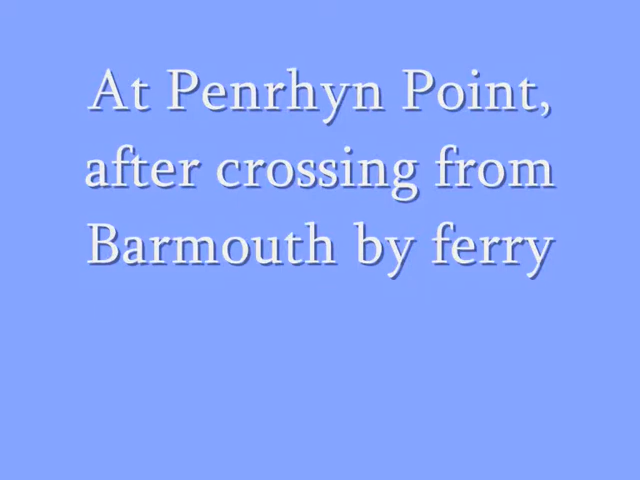 At Penrhyn Point,
after crossing from
Barmouth by ferry